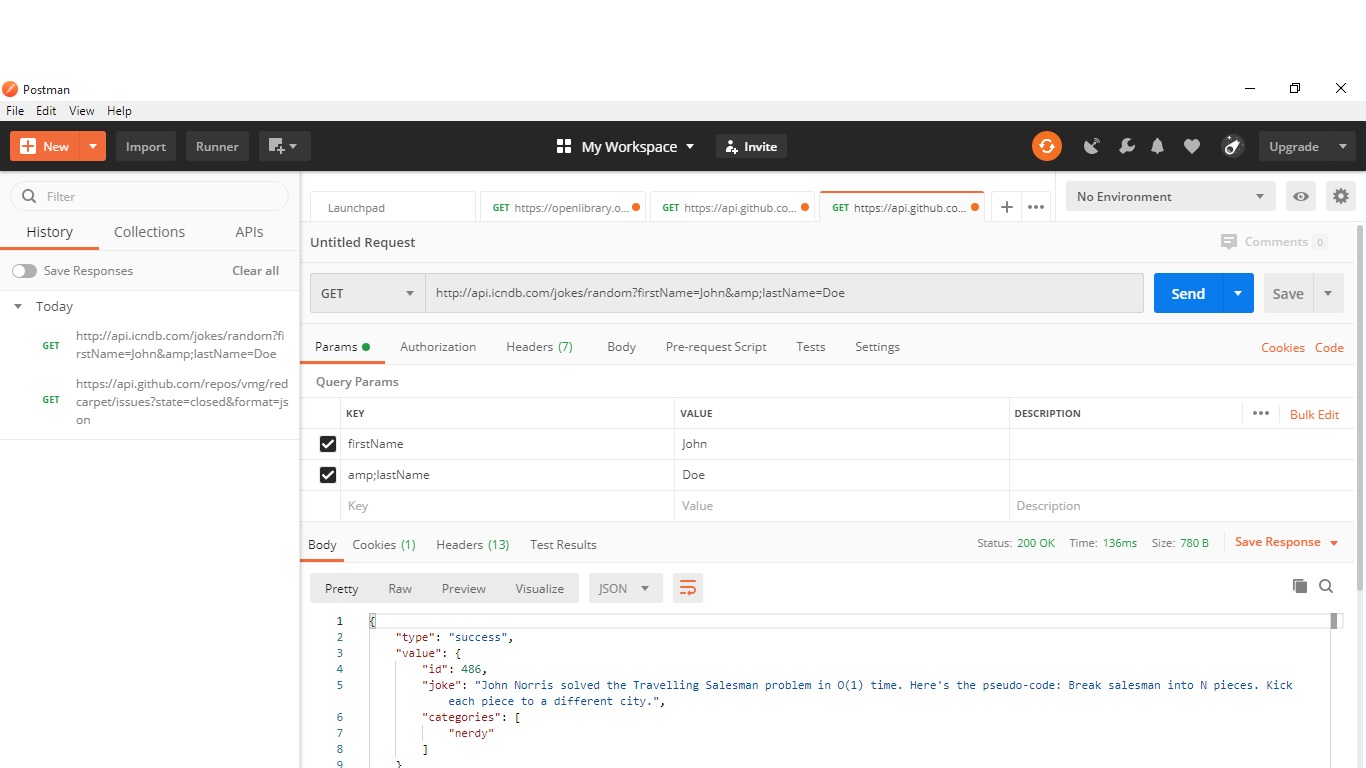 Postman
File Edit View Help
New Import Runner My Workspace Invite Upgrade
Filter
History Collections APIs
Save Responses Clear all
Today
GET http://api.icndb.com/jokes/random?fi
rstName=John&amp;lastName=Doe
GET https://api.github.com/repos/vmg/red
carpet/issues?state=closed&format=js
on
Launchpad GET https://openlibrary.o... GET https://api.github.co... GET https://api.github.co... + ••• No Environment
Untitled Request Comments 0
GET http://api.icndb.com/jokes/random?firstName=John&amp;lastName=Doe Send Save
Params Authorization Headers (7) Body Pre-request Script Tests Settings Cookies Code
Query Params
KEY VALUE DESCRIPTION ••• Bulk Edit
firstName John
amp;lastName Doe
Key Value Description
Body Cookies (1) Headers (13) Test Results Status: 200 OK Time: 136ms Size: 780 B Save Response
Pretty Raw Preview Visualize JSON
1 {
2 "type": "success",
3 "value": {
4 "id": 486,
5 "joke": "John Norris solved the Travelling Salesman problem in O(1) time. Here's the pseudo-code: Break salesman into N pieces. Kick
each piece to a different city.",
6 "categories": [
7 "nerdy"
8 ]
9 }